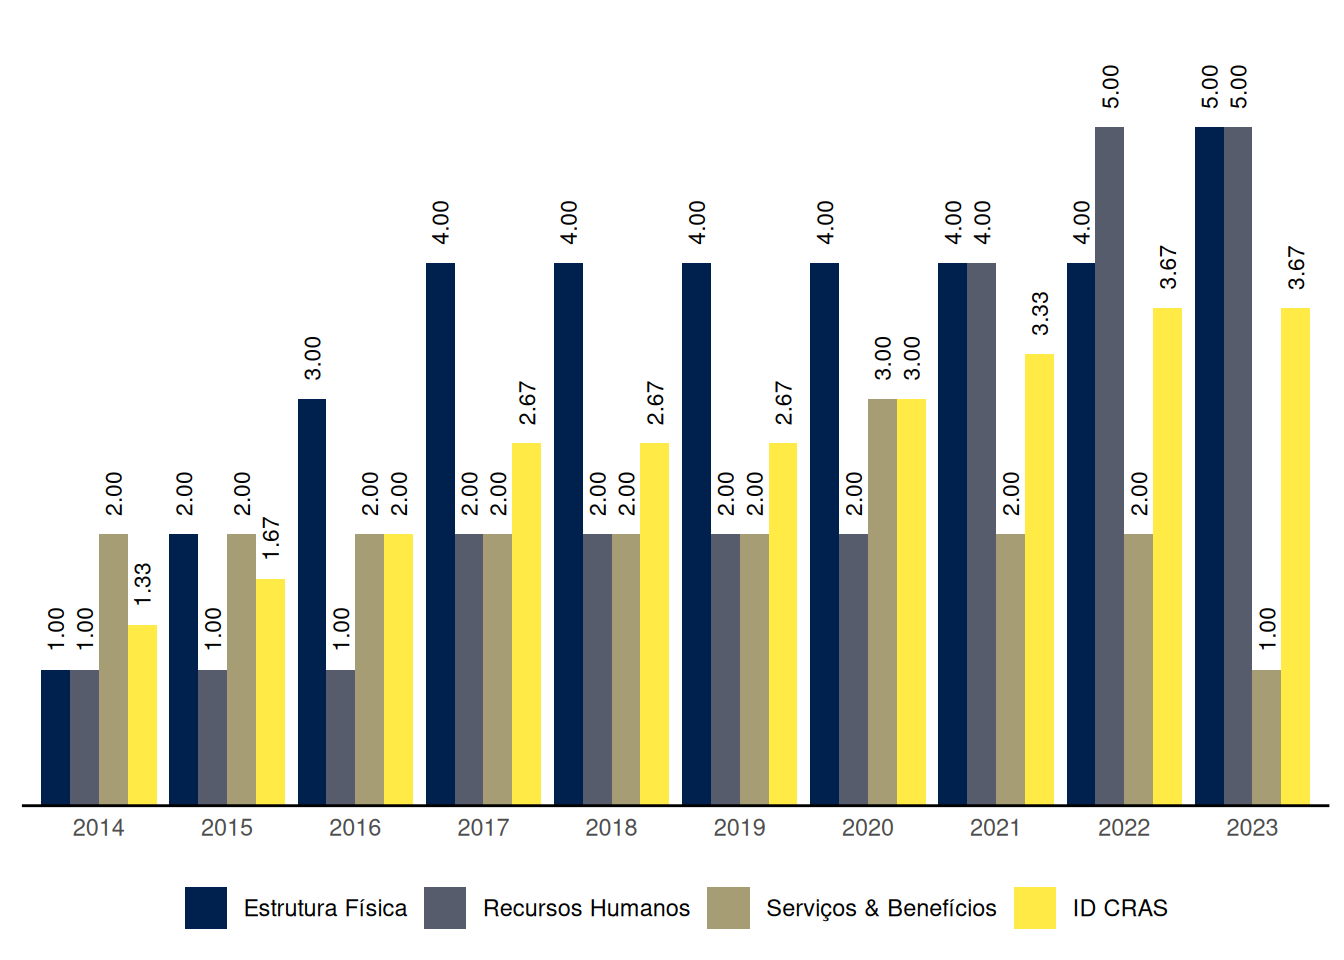 1.00 1.00 2.00 1.33
2.00 1.00 2.00 1.67
3.00 1.00 2.00 2.00
4.00 2.00 2.00 2.67
4.00 2.00 2.00 2.67
4.00 2.00 2.00 2.67
4.00 2.00 3.00 3.00
4.00 4.00 2.00 3.33
4.00 5.00 2.00 3.67
5.00 5.00 1.00 3.67
2014 2015 2016 2017 2018 2019 2020 2021 2022 2023
Estrutura Física Recursos Humanos Serviços & Benefícios ID CRAS